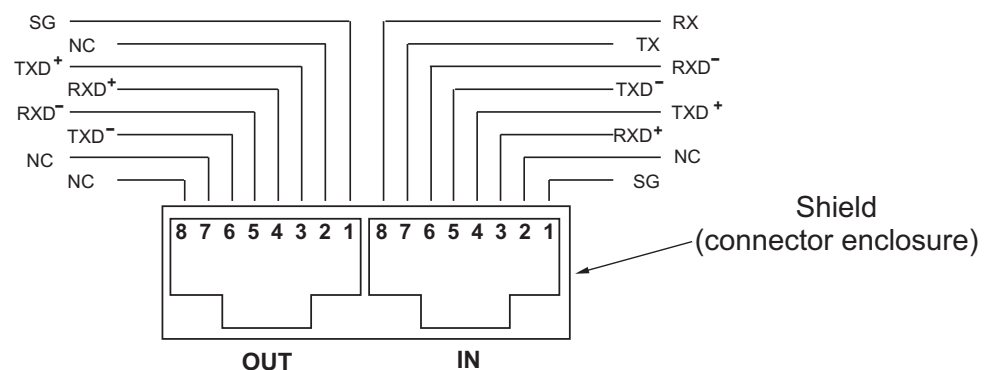 SG
NC
TXD+
RXD+
RXD-
TXD-
NC
NC
RX
TX
RXD-
TXD-
TXD+
RXD+
NC
SG
Shield
(connector enclosure)
8 7 6 5 4 3 2 1 8 7 6 5 4 3 2 1
OUT IN